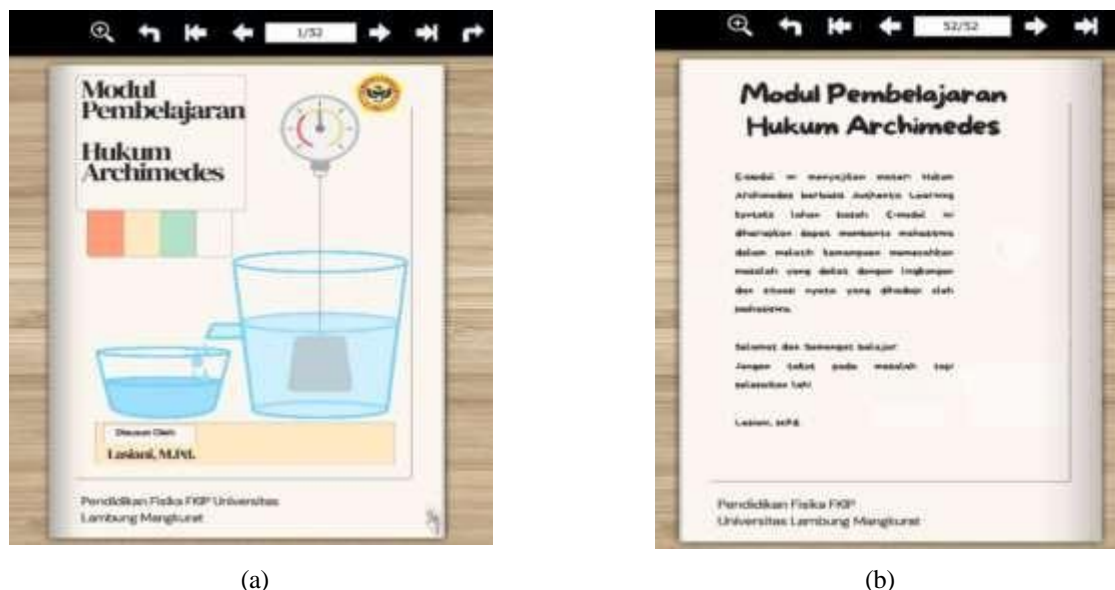 1/52
Modul
Pembelajaran
Hukum
Archimedes
Disusun Oleh
Lasiani, M.Pd.
Pendidikan Fisika FKIP Universitas
Lambung Mangkurat
(a)
52/52
Modul Pembelajaran
Hukum Archimedes
E-modul ini menyajikan materi Hukum
Archimedes berbasis Authentic Learning
konteks lahan basah E-modul ini
diharapkan dapat membantu mahasiswa
dalam melatih kemampuan memecahkan
masalah yang dekat dengan lingkungan
dan situasi nyata yang dihadapi oleh
mahasiswa.
Selamat dan Semangat belajar
Jangan takut pada masalah tapi
selesaikan lah!
Pendidikan Fisika FKIP
Universitas Lambung Mangkurat
(b)